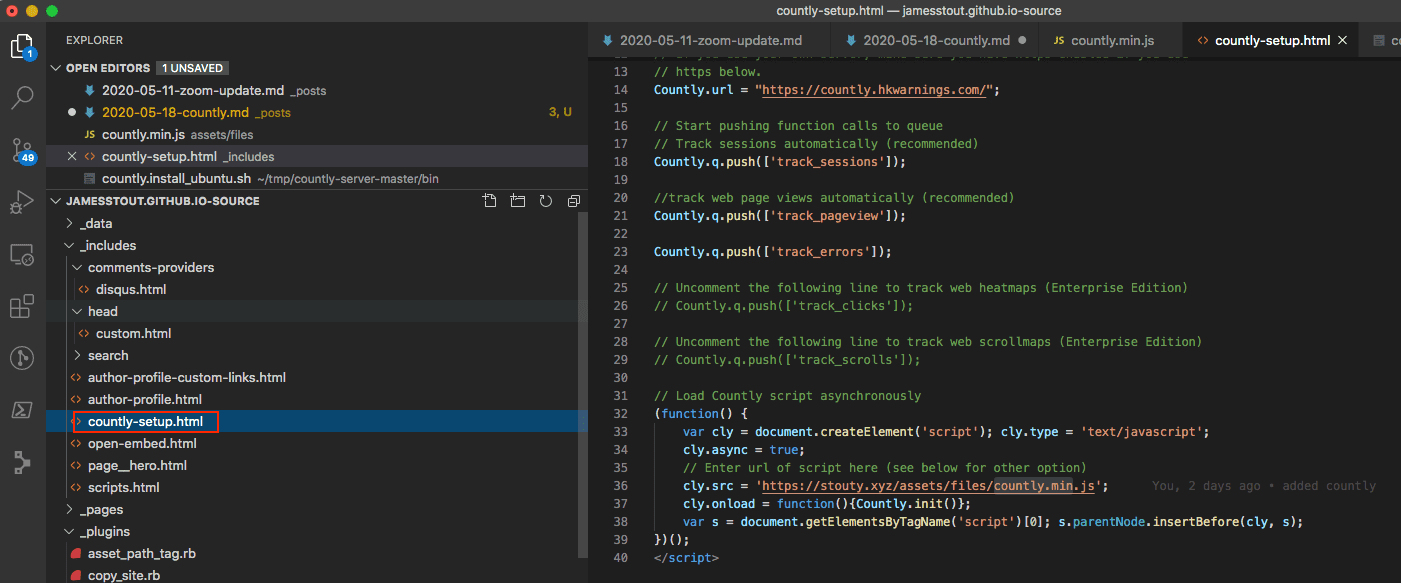 countly-setup.html — jamesstout.github.io-source
EXPLORER
OPEN EDITORS 1 UNSAVED
2020-05-11-zoom-update.md _posts
2020-05-18-countly.md _posts 3, U
JS countly.min.js assets/files
countly-setup.html _includes
countly.install_ubuntu.sh ~/tmp/countly-server-master/bin
JAMESSTOUT.GITHUB.IO-SOURCE
_data
_includes
comments-providers
disqus.html
head
custom.html
search
author-profile-custom-links.html
author-profile.html
countly-setup.html
open-embed.html
page__hero.html
scripts.html
_pages
_plugins
asset_path_tag.rb
copy_site.rb
1
49
2020-05-11-zoom-update.md
2020-05-18-countly.md
JS countly.min.js
countly-setup.html
13 // https below.
14 Countly.url = "https://countly.hkwarnings.com/";
15
16 // Start pushing function calls to queue
17 // Track sessions automatically (recommended)
18 Countly.q.push(['track_sessions']);
19
20 //track web page views automatically (recommended)
21 Countly.q.push(['track_pageview']);
22
23 Countly.q.push(['track_errors']);
24
25 // Uncomment the following line to track web heatmaps (Enterprise Edition)
26 // Countly.q.push(['track_clicks']);
27
28 // Uncomment the following line to track web scrollmaps (Enterprise Edition)
29 // Countly.q.push(['track_scrolls']);
30
31 // Load Countly script asynchronously
32 (function() {
33 var cly = document.createElement('script'); cly.type = 'text/javascript';
34 cly.async = true;
35 // Enter url of script here (see below for other option)
36 cly.src = 'https://stouty.xyz/assets/files/countly.min.js'; You, 2 days ago • added countly
37 cly.onload = function(){Countly.init()};
38 var s = document.getElementsByTagName('script')[0]; s.parentNode.insertBefore(cly, s);
39 })();
40 </script>